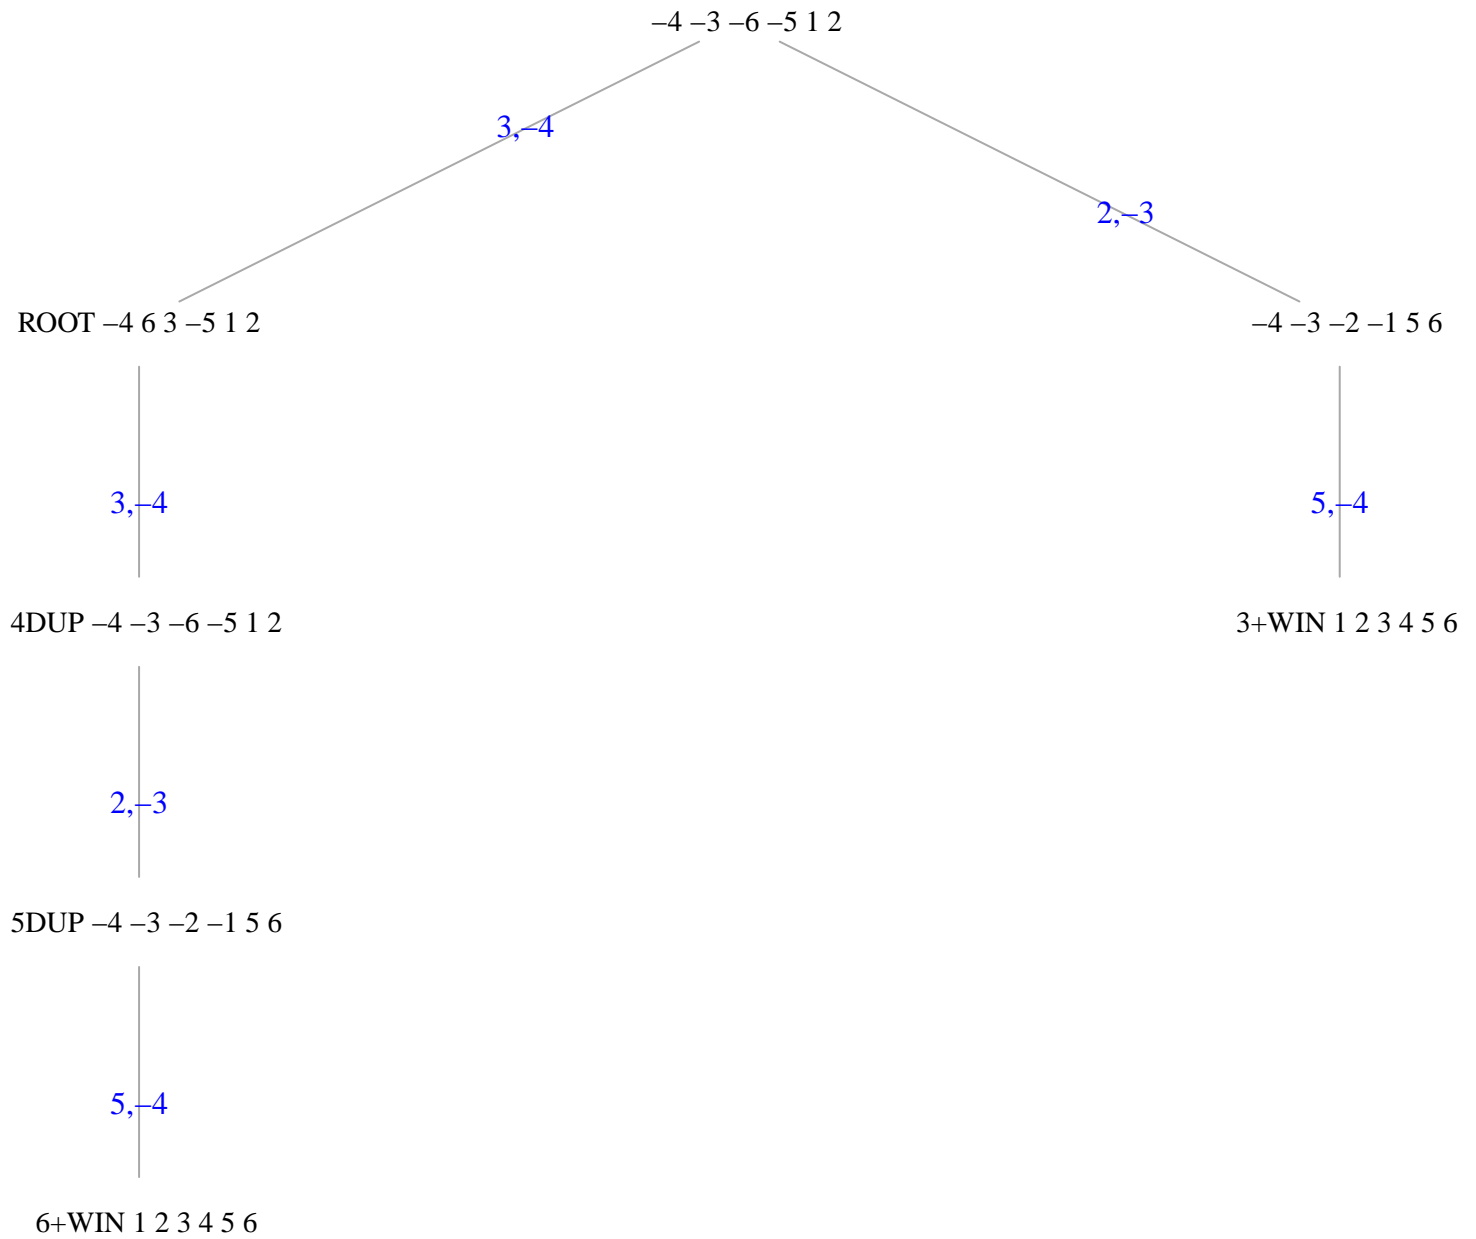 –4 –3 –6 –5 1 2
3,–4
2,–3
ROOT –4 6 3 –5 1 2
–4 –3 –2 –1 5 6
3,–4
5,–4
4DUP –4 –3 –6 –5 1 2
3+WIN 1 2 3 4 5 6
2,–3
5DUP –4 –3 –2 –1 5 6
5,–4
6+WIN 1 2 3 4 5 6